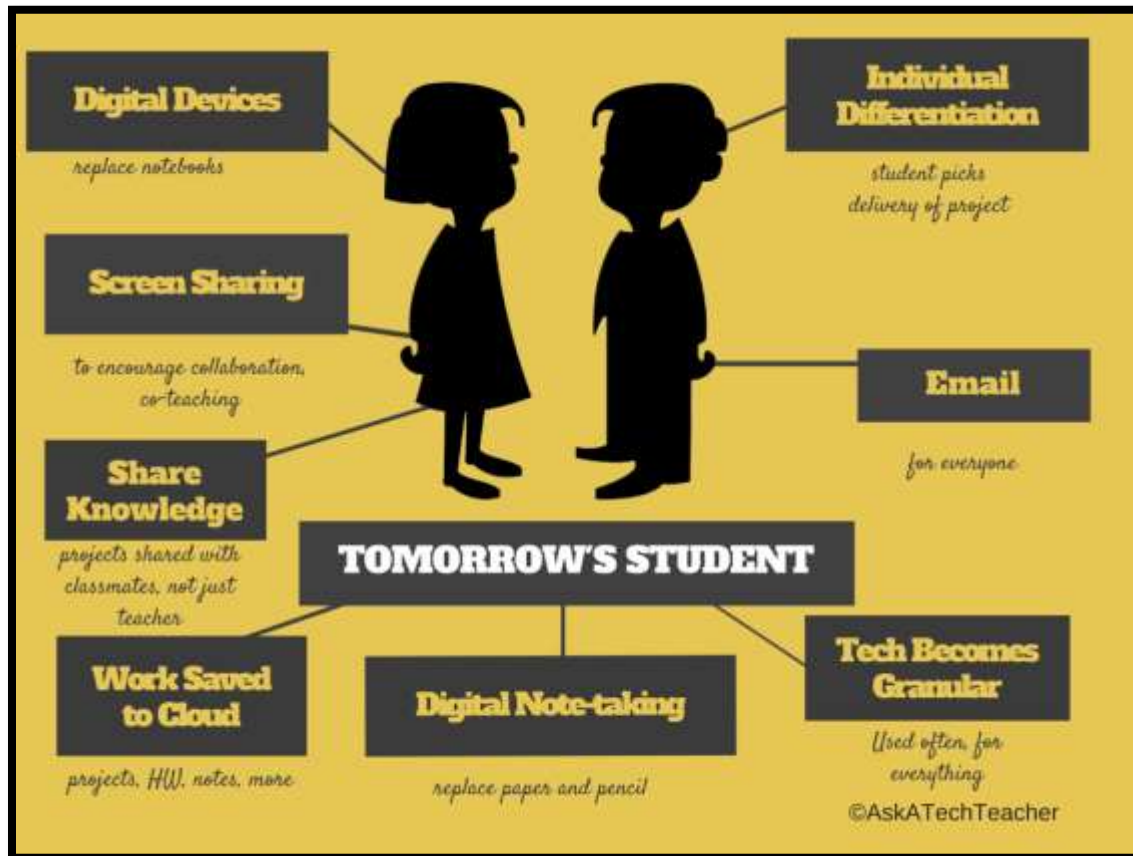 Digital Devices
replace notebooks
Individual
Differentiation
student picks
delivery of project
Screen Sharing
to encourage collaboration,
co-teaching
Email
for everyone
Share
Knowledge
projects shared with
classmates, not just
teacher
TOMORROW'S STUDENT
Work Saved
to Cloud
projects, HW, notes, more
Digital Note-taking
replace paper and pencil
Tech Becomes
Granular
Used often, for
everything
©AskATechTeacher